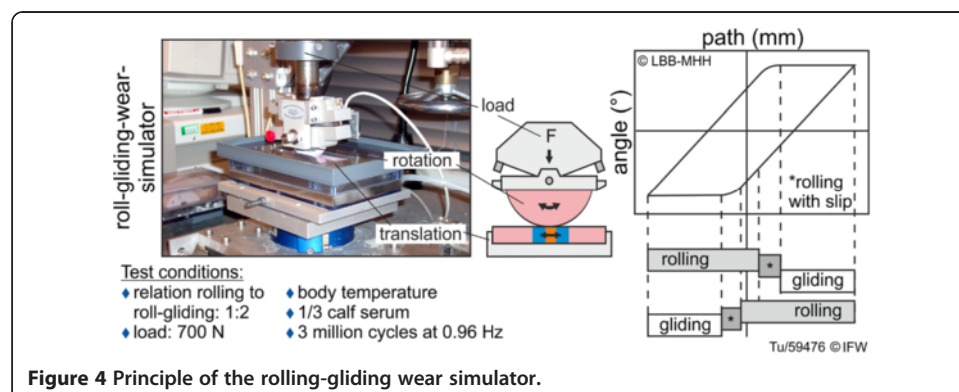 roll-gliding-wear-
simulator
load
F
rotation
translation
path (mm)
© LBB-MHH
angle (°)
*rolling
with slip
rolling
*
gliding
gliding
*
rolling
Test conditions:
♦ relation rolling to
roll-gliding: 1:2
♦ load: 700 N
♦ body temperature
♦ 1/3 calf serum
♦ 3 million cycles at 0.96 Hz
Tu/59476 © IFW
Figure 4 Principle of the rolling-gliding wear simulator.